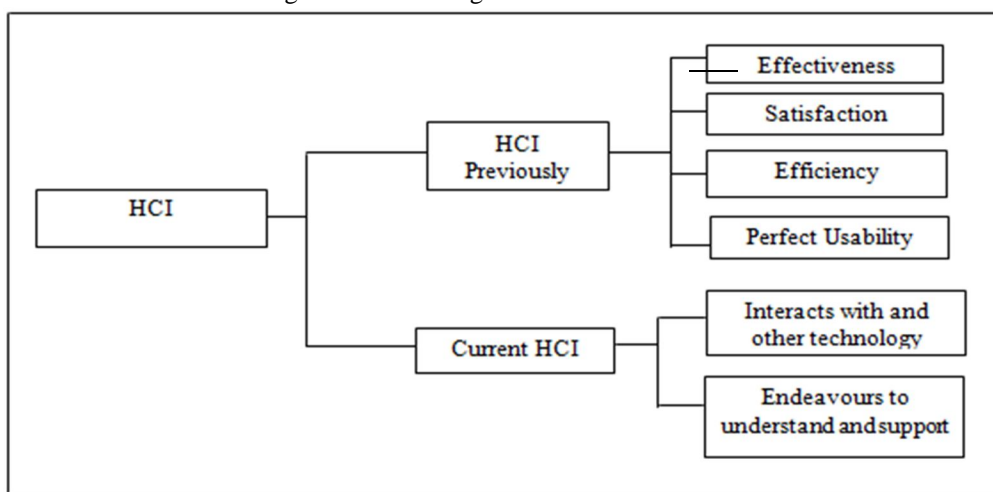 HCI
HCI
Previously
Effectiveness
Satisfaction
Efficiency
Perfect Usability
Current HCI
Interacts with and
other technology
Endeavours to
understand and support